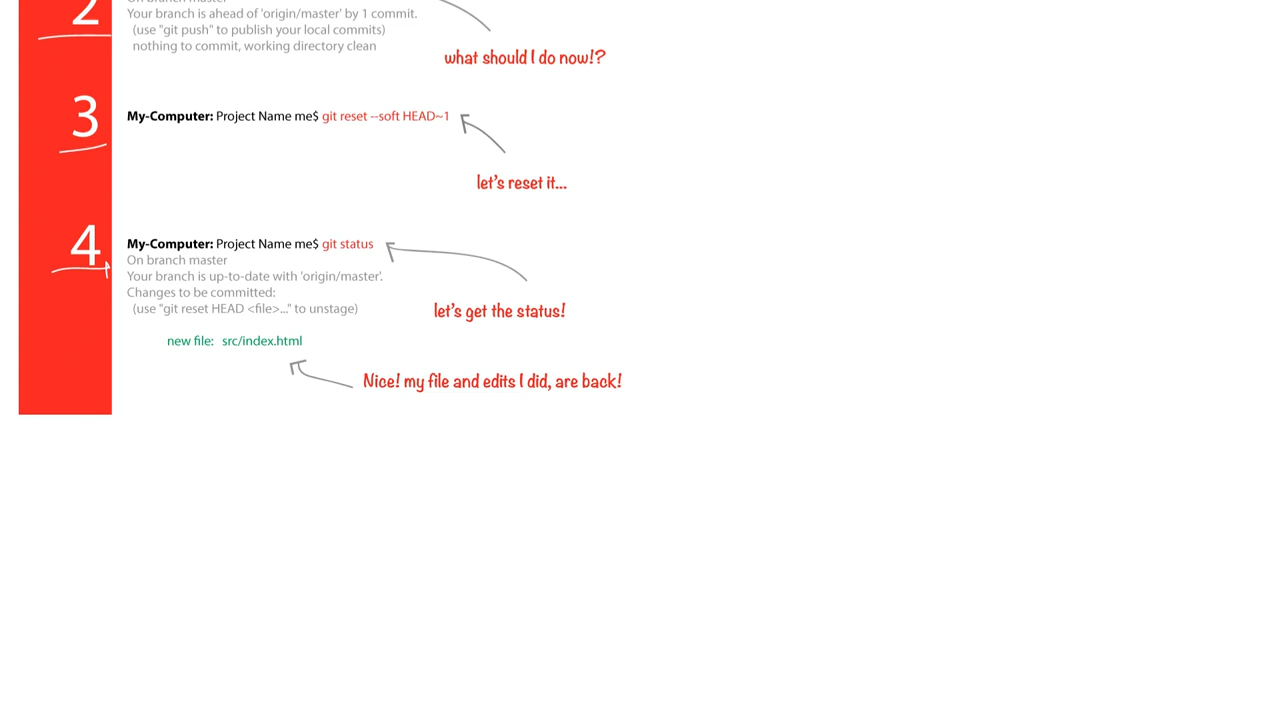 2
Your branch is ahead of 'origin/master' by 1 commit.
(use "git push" to publish your local commits)
nothing to commit, working directory clean
what should I do now!?
3
My-Computer: Project Name me$ git reset --soft HEAD~1
let's reset it...
4
My-Computer: Project Name me$ git status
On branch master
Your branch is up-to-date with 'origin/master'.
Changes to be committed:
(use "git reset HEAD <file>..." to unstage)
let's get the status!
new file: src/index.html
Nice! my file and edits I did, are back!